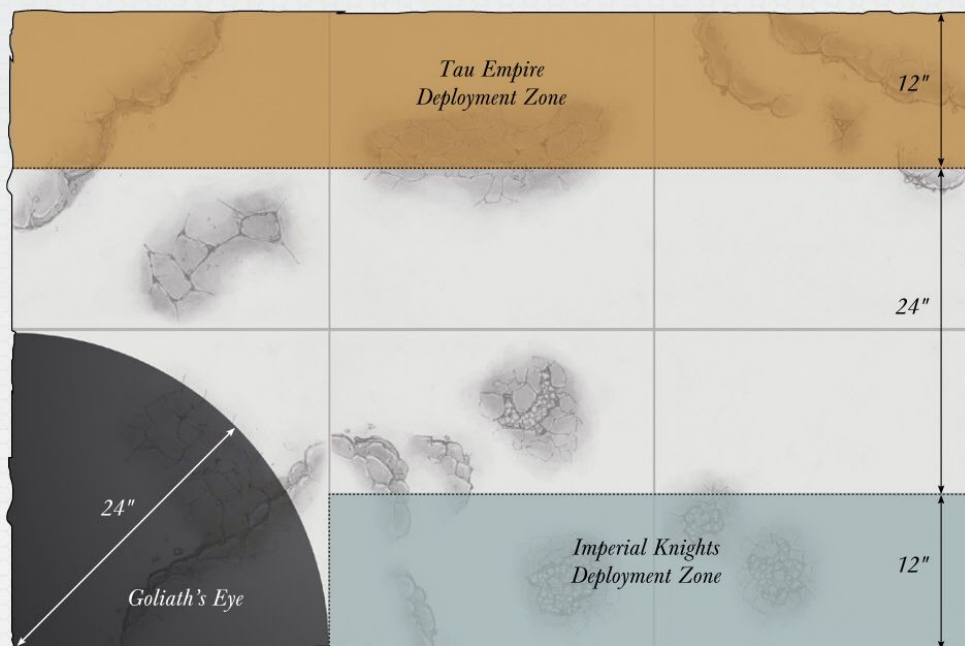 Tau Empire
Deployment Zone
12"
24"
24"
Goliath's Eye
Imperial Knights
Deployment Zone
12"